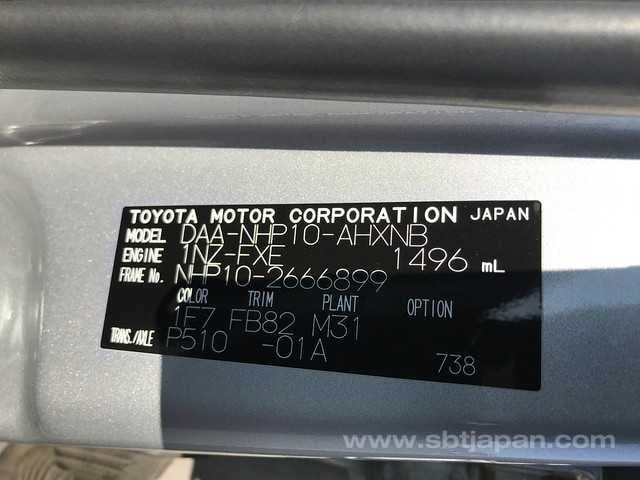 TOYOTA MOTOR CORPORATION JAPAN
MODEL DAA-NHP10-AHXNB
ENGINE 1NZ-FXE 1496 mL
FRAME No. NHP10-2666899
COLOR TRIM PLANT OPTION
1E7 FB82 M31
TRANS./AXLE P510 -01A
738
www.sbtjapan.com